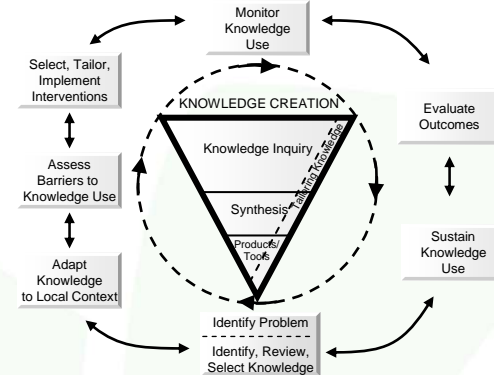 Monitor
Knowledge
Use
Select, Tailor,
Implement
Interventions
KNOWLEDGE CREATION
Evaluate
Outcomes
Knowledge Inquiry
Tailoring Knowledge
Assess
Barriers to
Knowledge Use
Synthesis
Products/
Tools
Sustain
Knowledge
Use
Adapt
Knowledge
to Local Context
Identify Problem
Identify, Review,
Select Knowledge